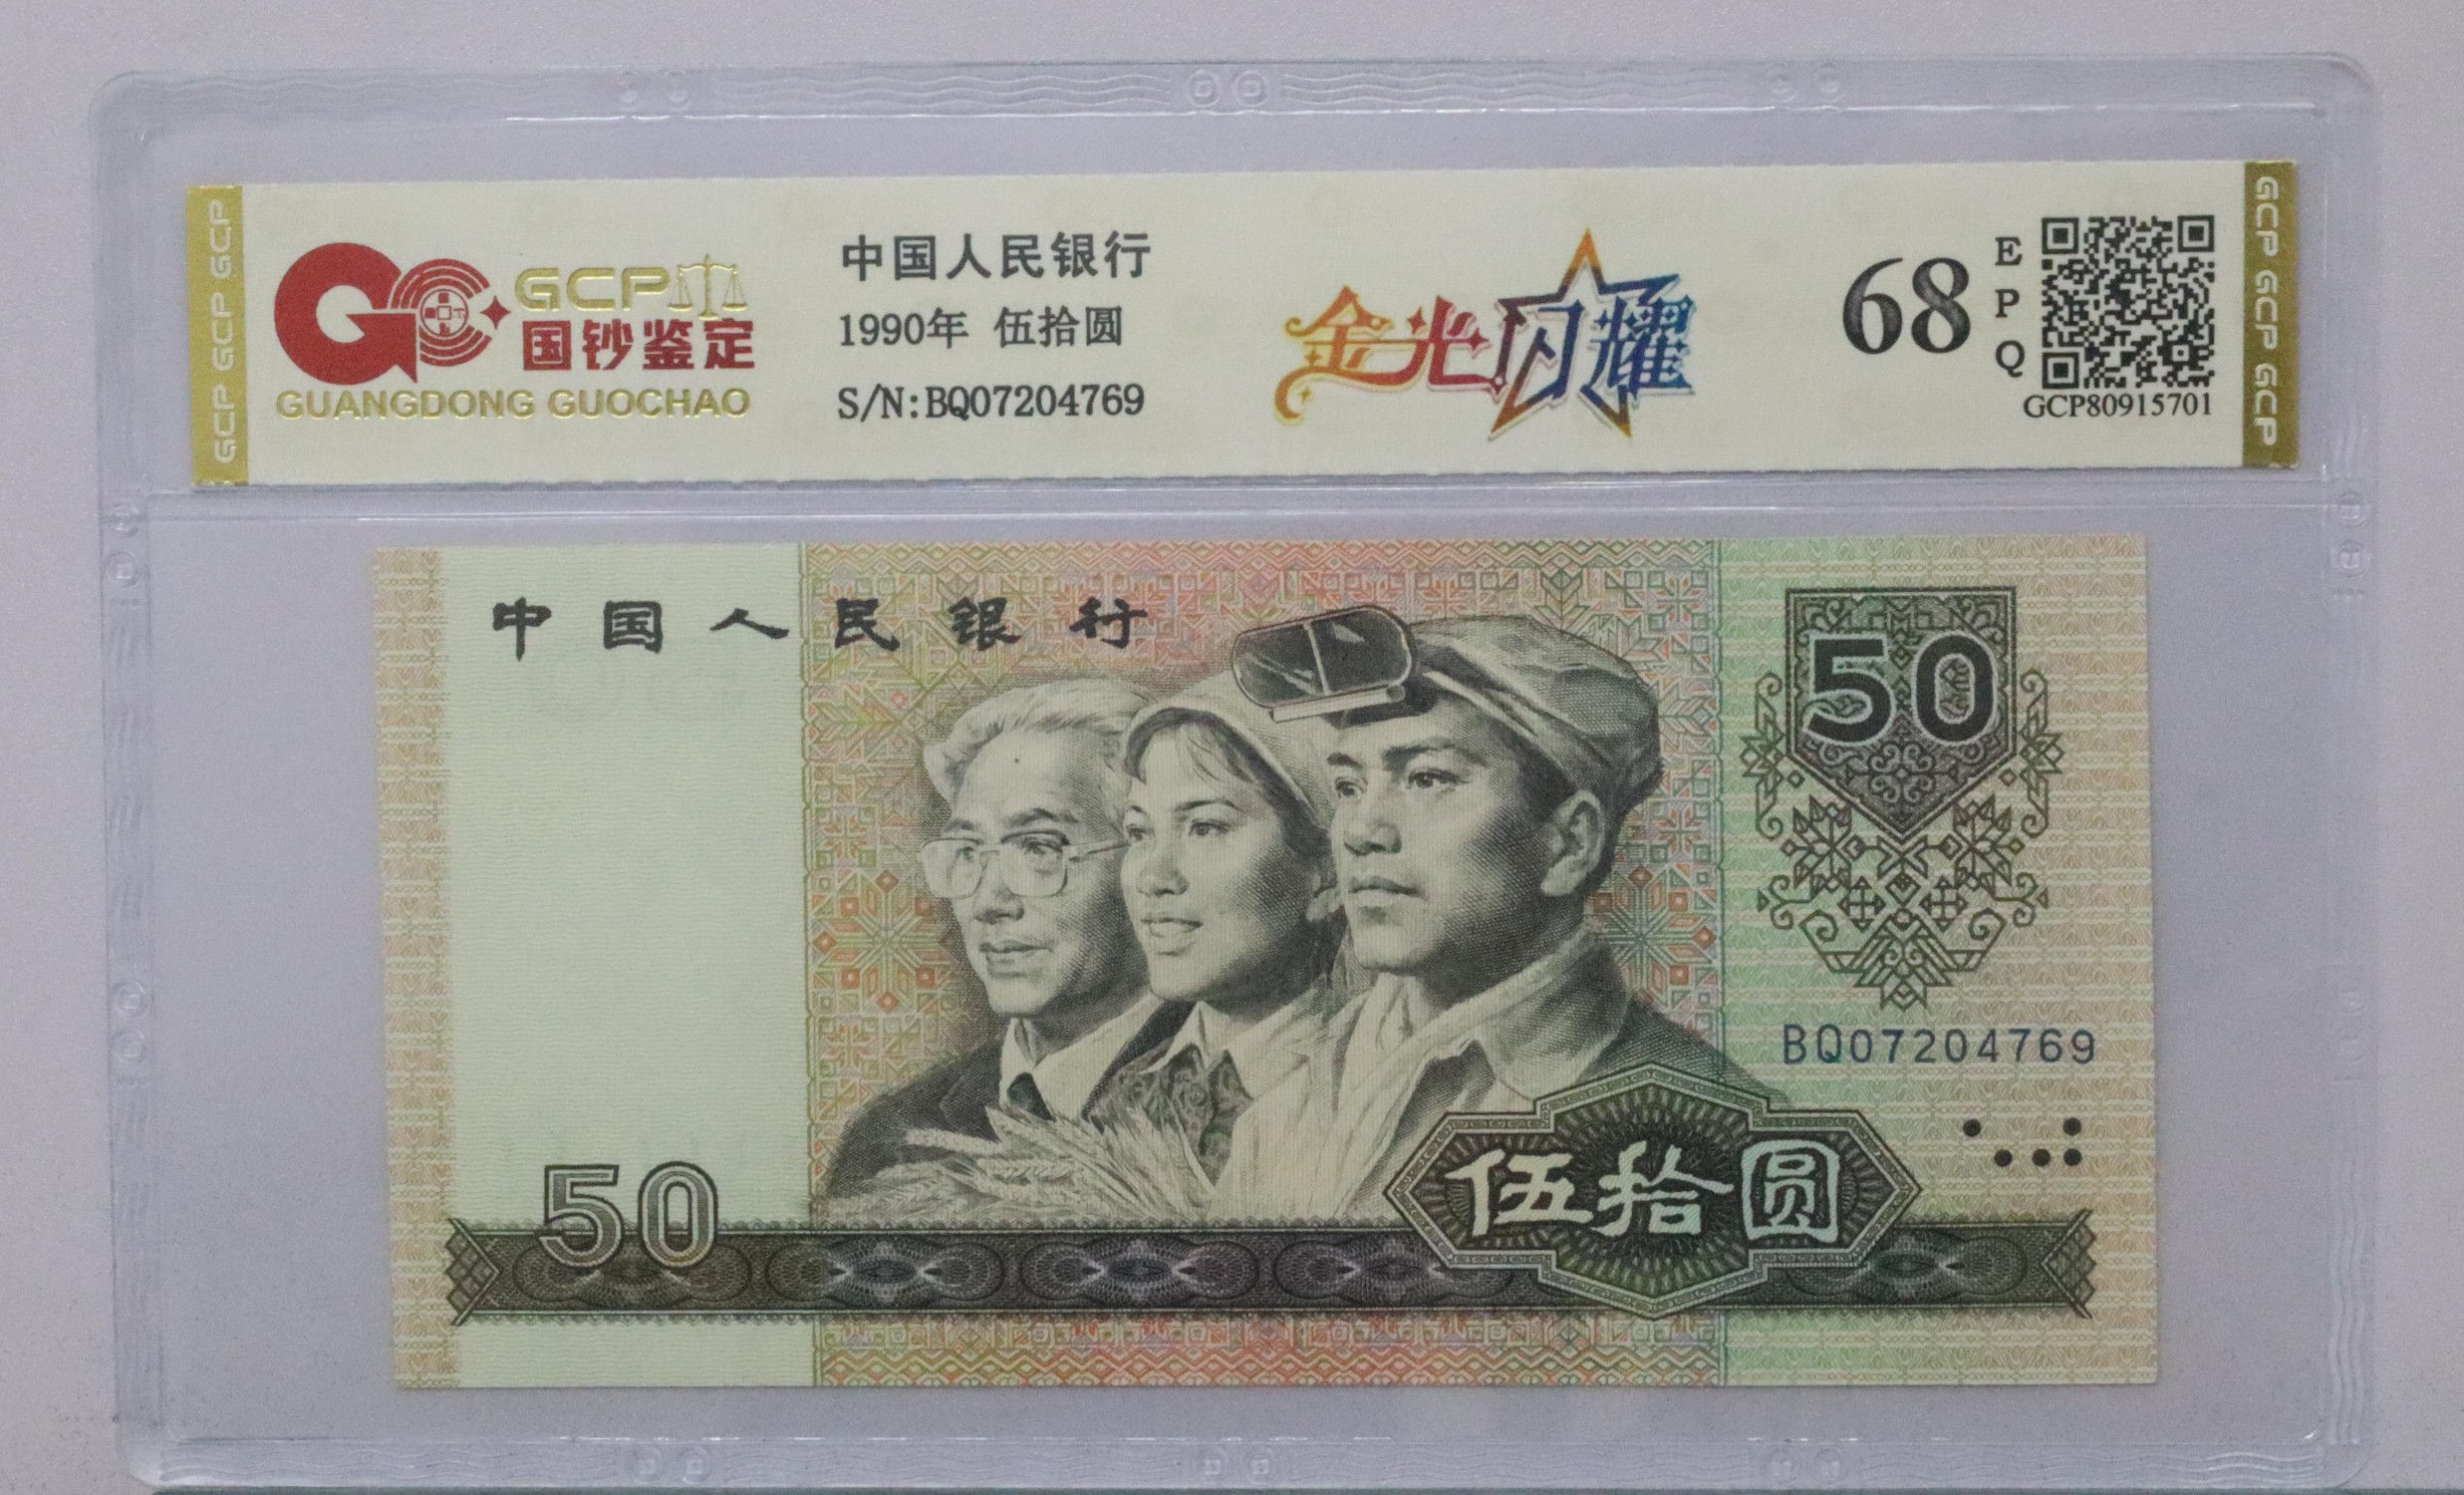 GCP GCP GCP
GCP
国钞鉴定
GUANGDONG GUOCHAO
中国人民银行
1990年 伍拾圆
S/N:BQ07204769
金光闪耀
68
E
P
Q
GCP80915701
GCP GCP GCP
中国人民银行
50
BQ07204769
50
伍拾圆